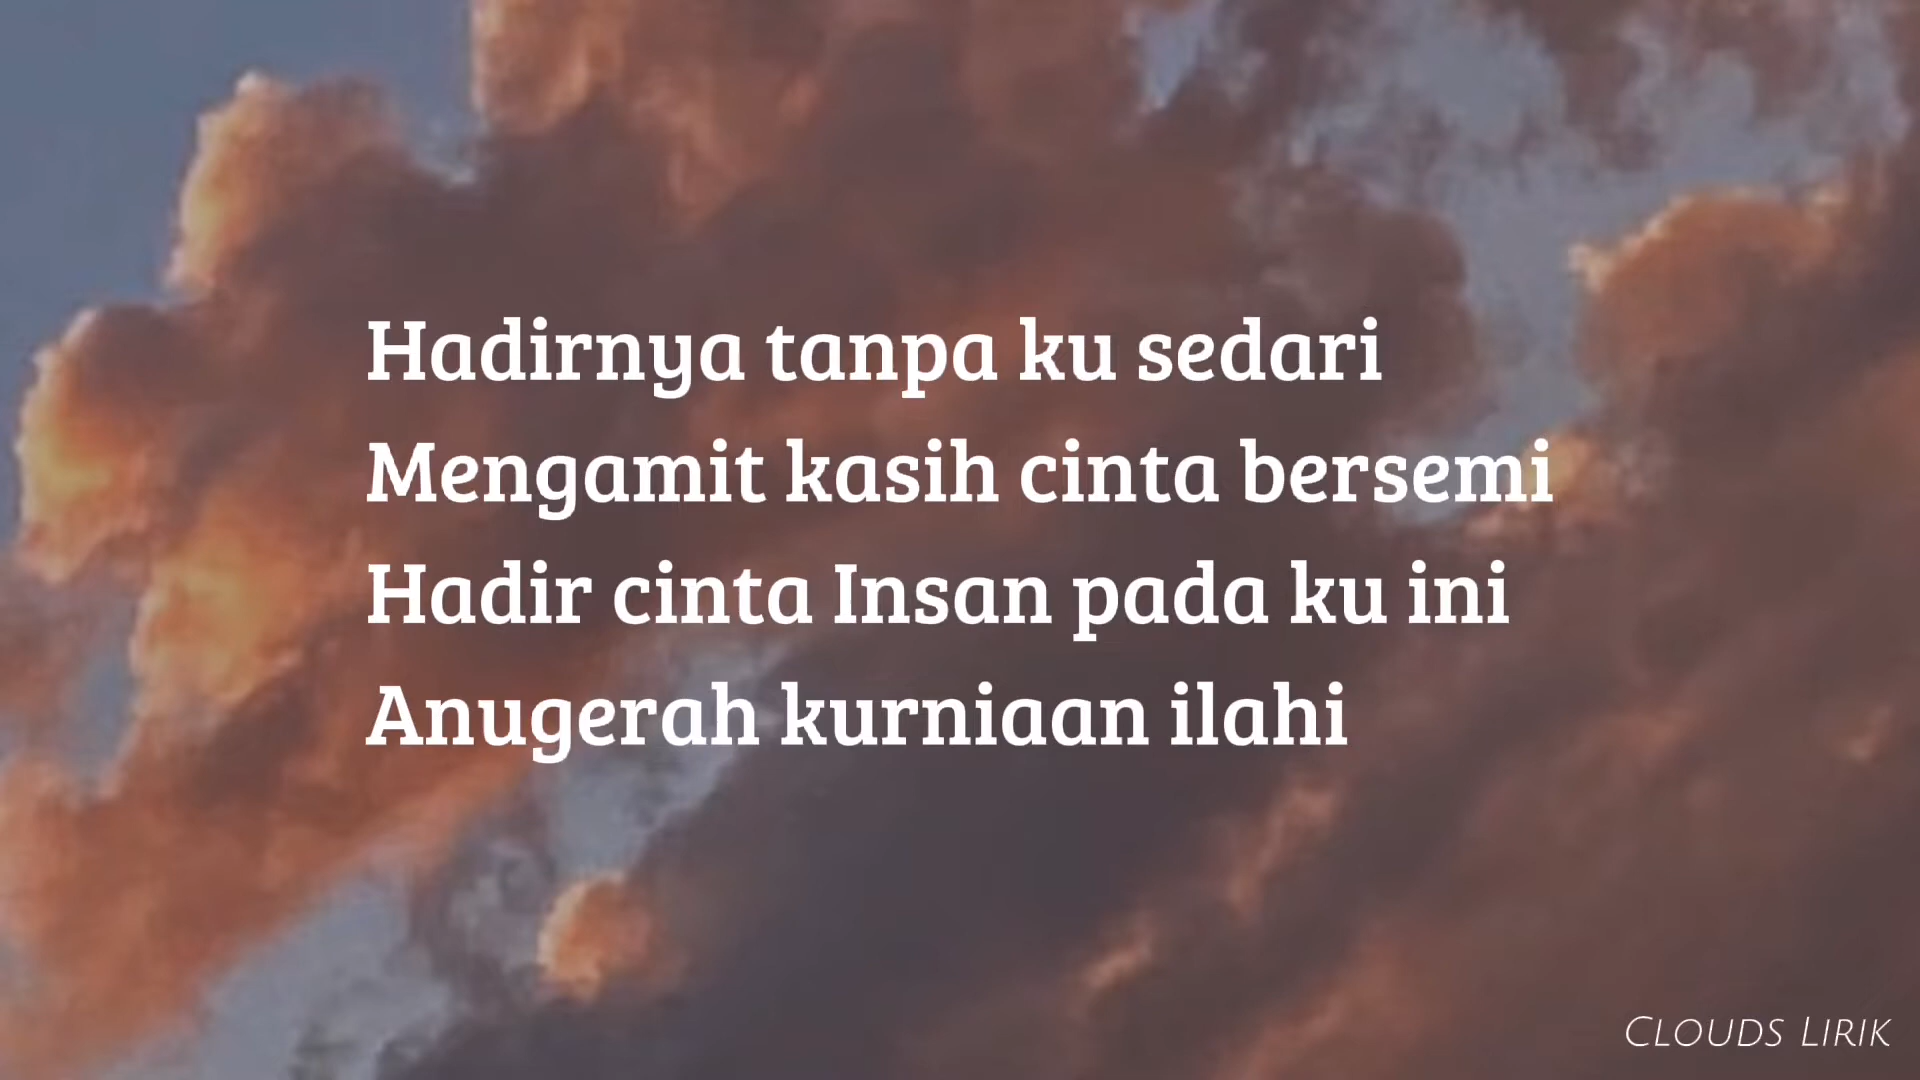 Hadirnya tanpa ku sedari
Mengamit kasih cinta bersemi
Hadir cinta Insan pada ku ini
Anugerah kurniaan ilahi
Clouds Lirik